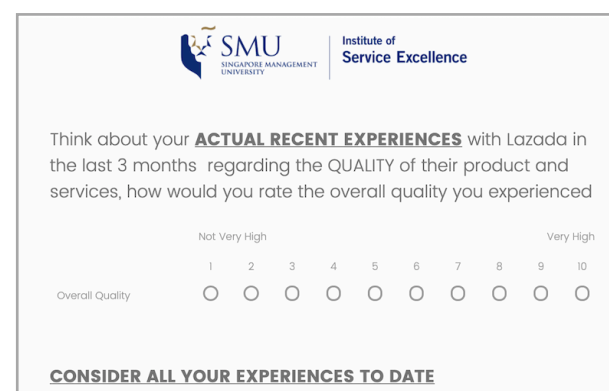 SMU
SINGAPORE MANAGEMENT
UNIVERSITY
Institute of
Service Excellence
Think about your ACTUAL RECENT EXPERIENCES with Lazada in
the last 3 months regarding the QUALITY of their product and
services, how would you rate the overall quality you experienced
Not Very High Very High
1 2 3 4 5 6 7 8 9 10
Overall Quality
CONSIDER ALL YOUR EXPERIENCES TO DATE